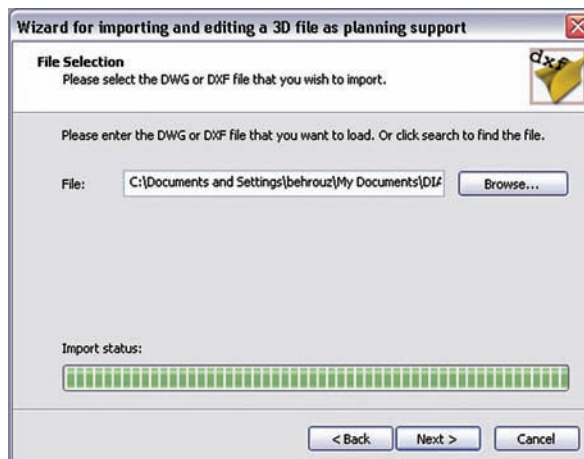 Wizard for importing and editing a 3D file as planning support
File Selection
Please select the DWG or DXF file that you wish to import.
dxf
Please enter the DWG or DXF file that you want to load. Or click search to find the file.
File: C:\Documents and Settings\behrouz\My Documents\DIA Browse...
Import status:
< Back Next > Cancel